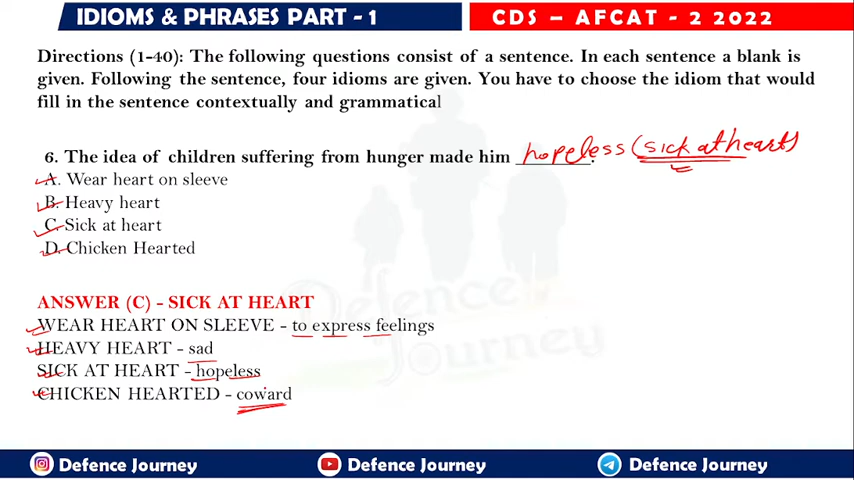 IDIOMS & PHRASES PART - 1
CDS – AFCAT - 2 2022
Directions (1-40): The following questions consist of a sentence. In each sentence a blank is
given. Following the sentence, four idioms are given. You have to choose the idiom that would
fill in the sentence contextually and grammatical
6. The idea of children suffering from hunger made him hopeless (sick at heart)
A. Wear heart on sleeve
B. Heavy heart
C. Sick at heart
D. Chicken Hearted
Defence
Journey
ANSWER (C) - SICK AT HEART
WEAR HEART ON SLEEVE - to express feelings
HEAVY HEART - sad
SICK AT HEART - hopeless
CHICKEN HEARTED - coward
Defence Journey
Defence Journey
Defence Journey